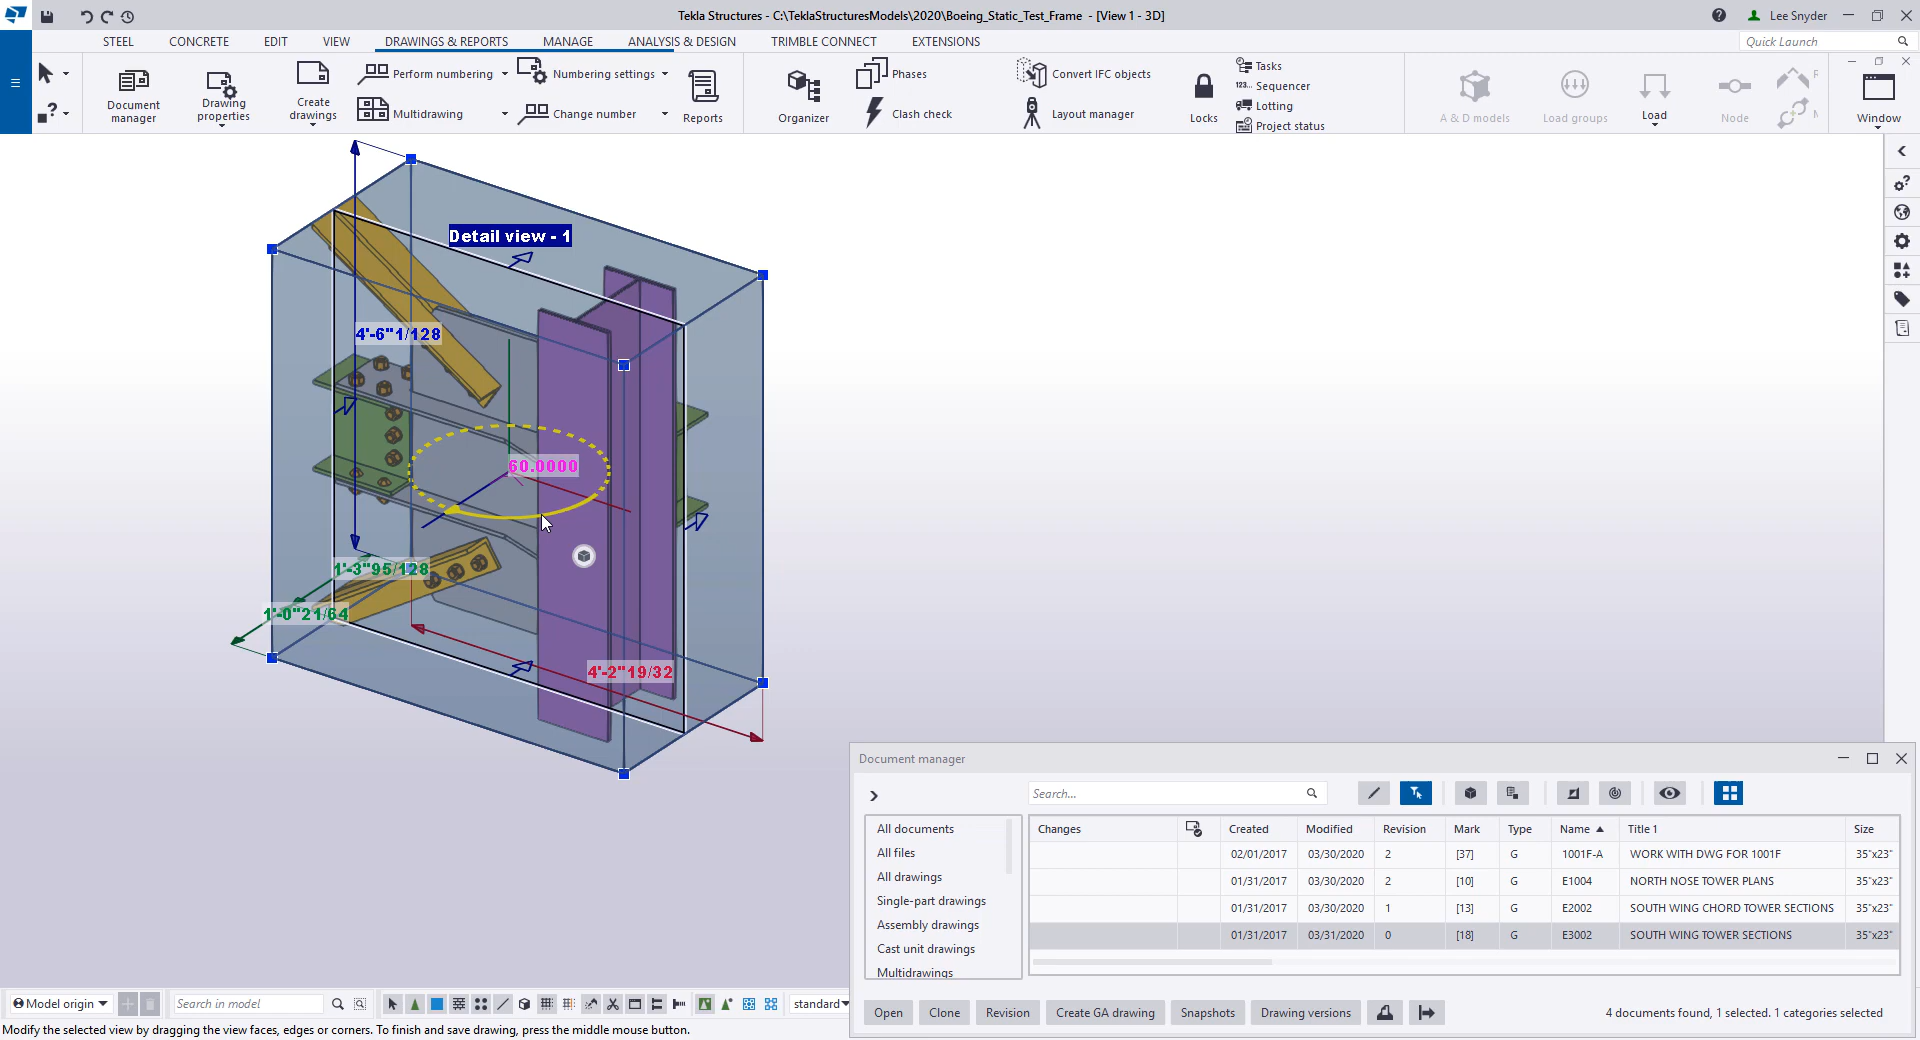 Tekla Structures - C:\TeklaStructuresModels\2020\Boeing_Static_Test_Frame - [View 1 - 3D]
Lee Snyder
STEEL CONCRETE EDIT VIEW DRAWINGS & REPORTS MANAGE ANALYSIS & DESIGN TRIMBLE CONNECT EXTENSIONS
Quick Launch
Document manager
Drawing properties
Create drawings
Perform numbering
Multidrawing
Numbering settings
Change number
Reports
Organizer
Phases
Clash check
Convert IFC objects
Layout manager
Locks
Tasks
Sequencer
Lotting
Project status
A & D models
Load groups
Load
Node
Window
Detail view - 1
4'-6"1/128
60.0000
1'-3"95/128
1'-0"21/64
4'-2"19/32
Document manager
Search...
All documents
All files
All drawings
Single-part drawings
Assembly drawings
Cast unit drawings
Multidrawings
Changes Created Modified Revision Mark Type Name Title 1 Size
02/01/2017 03/30/2020 2 [37] G 1001F-A WORK WITH DWG FOR 1001F 35"x23"
01/31/2017 03/30/2020 2 [10] G E1004 NORTH NOSE TOWER PLANS 35"x23"
01/31/2017 03/30/2020 1 [13] G E2002 SOUTH WING CHORD TOWER SECTIONS 35"x23"
01/31/2017 03/31/2020 0 [18] G E3002 SOUTH WING TOWER SECTIONS 35"x23"
Open Clone Revision Create GA drawing Snapshots Drawing versions
4 documents found, 1 selected. 1 categories selected
Model origin
Search in model
standard
Modify the selected view by dragging the view faces, edges or corners. To finish and save drawing, press the middle mouse button.